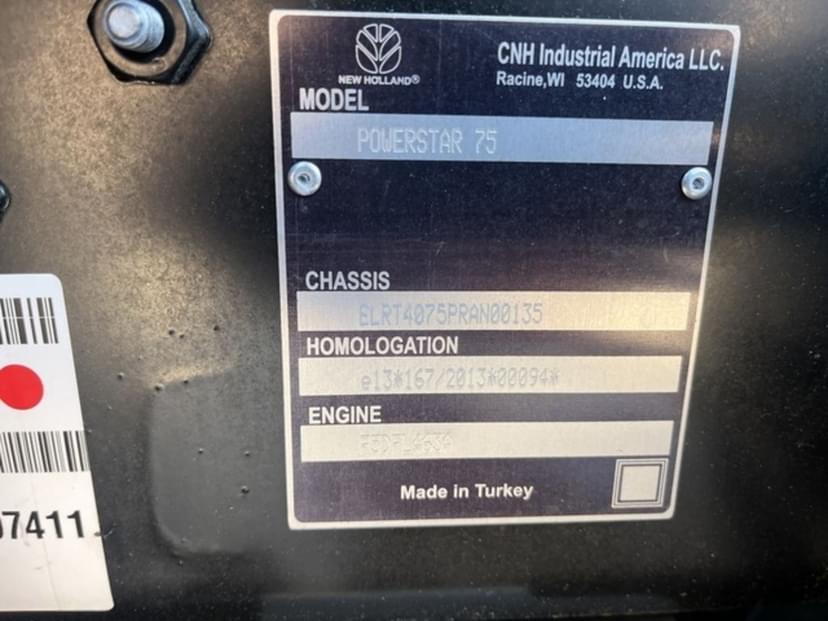 NEW HOLLAND®
CNH Industrial America LLC.
Racine,WI 53404 U.S.A.
MODEL
POWERSTAR 75
CHASSIS
ELRT4075PRAN00135
HOMOLOGATION
e13*167/2013*00094*
ENGINE
Made in Turkey
7411